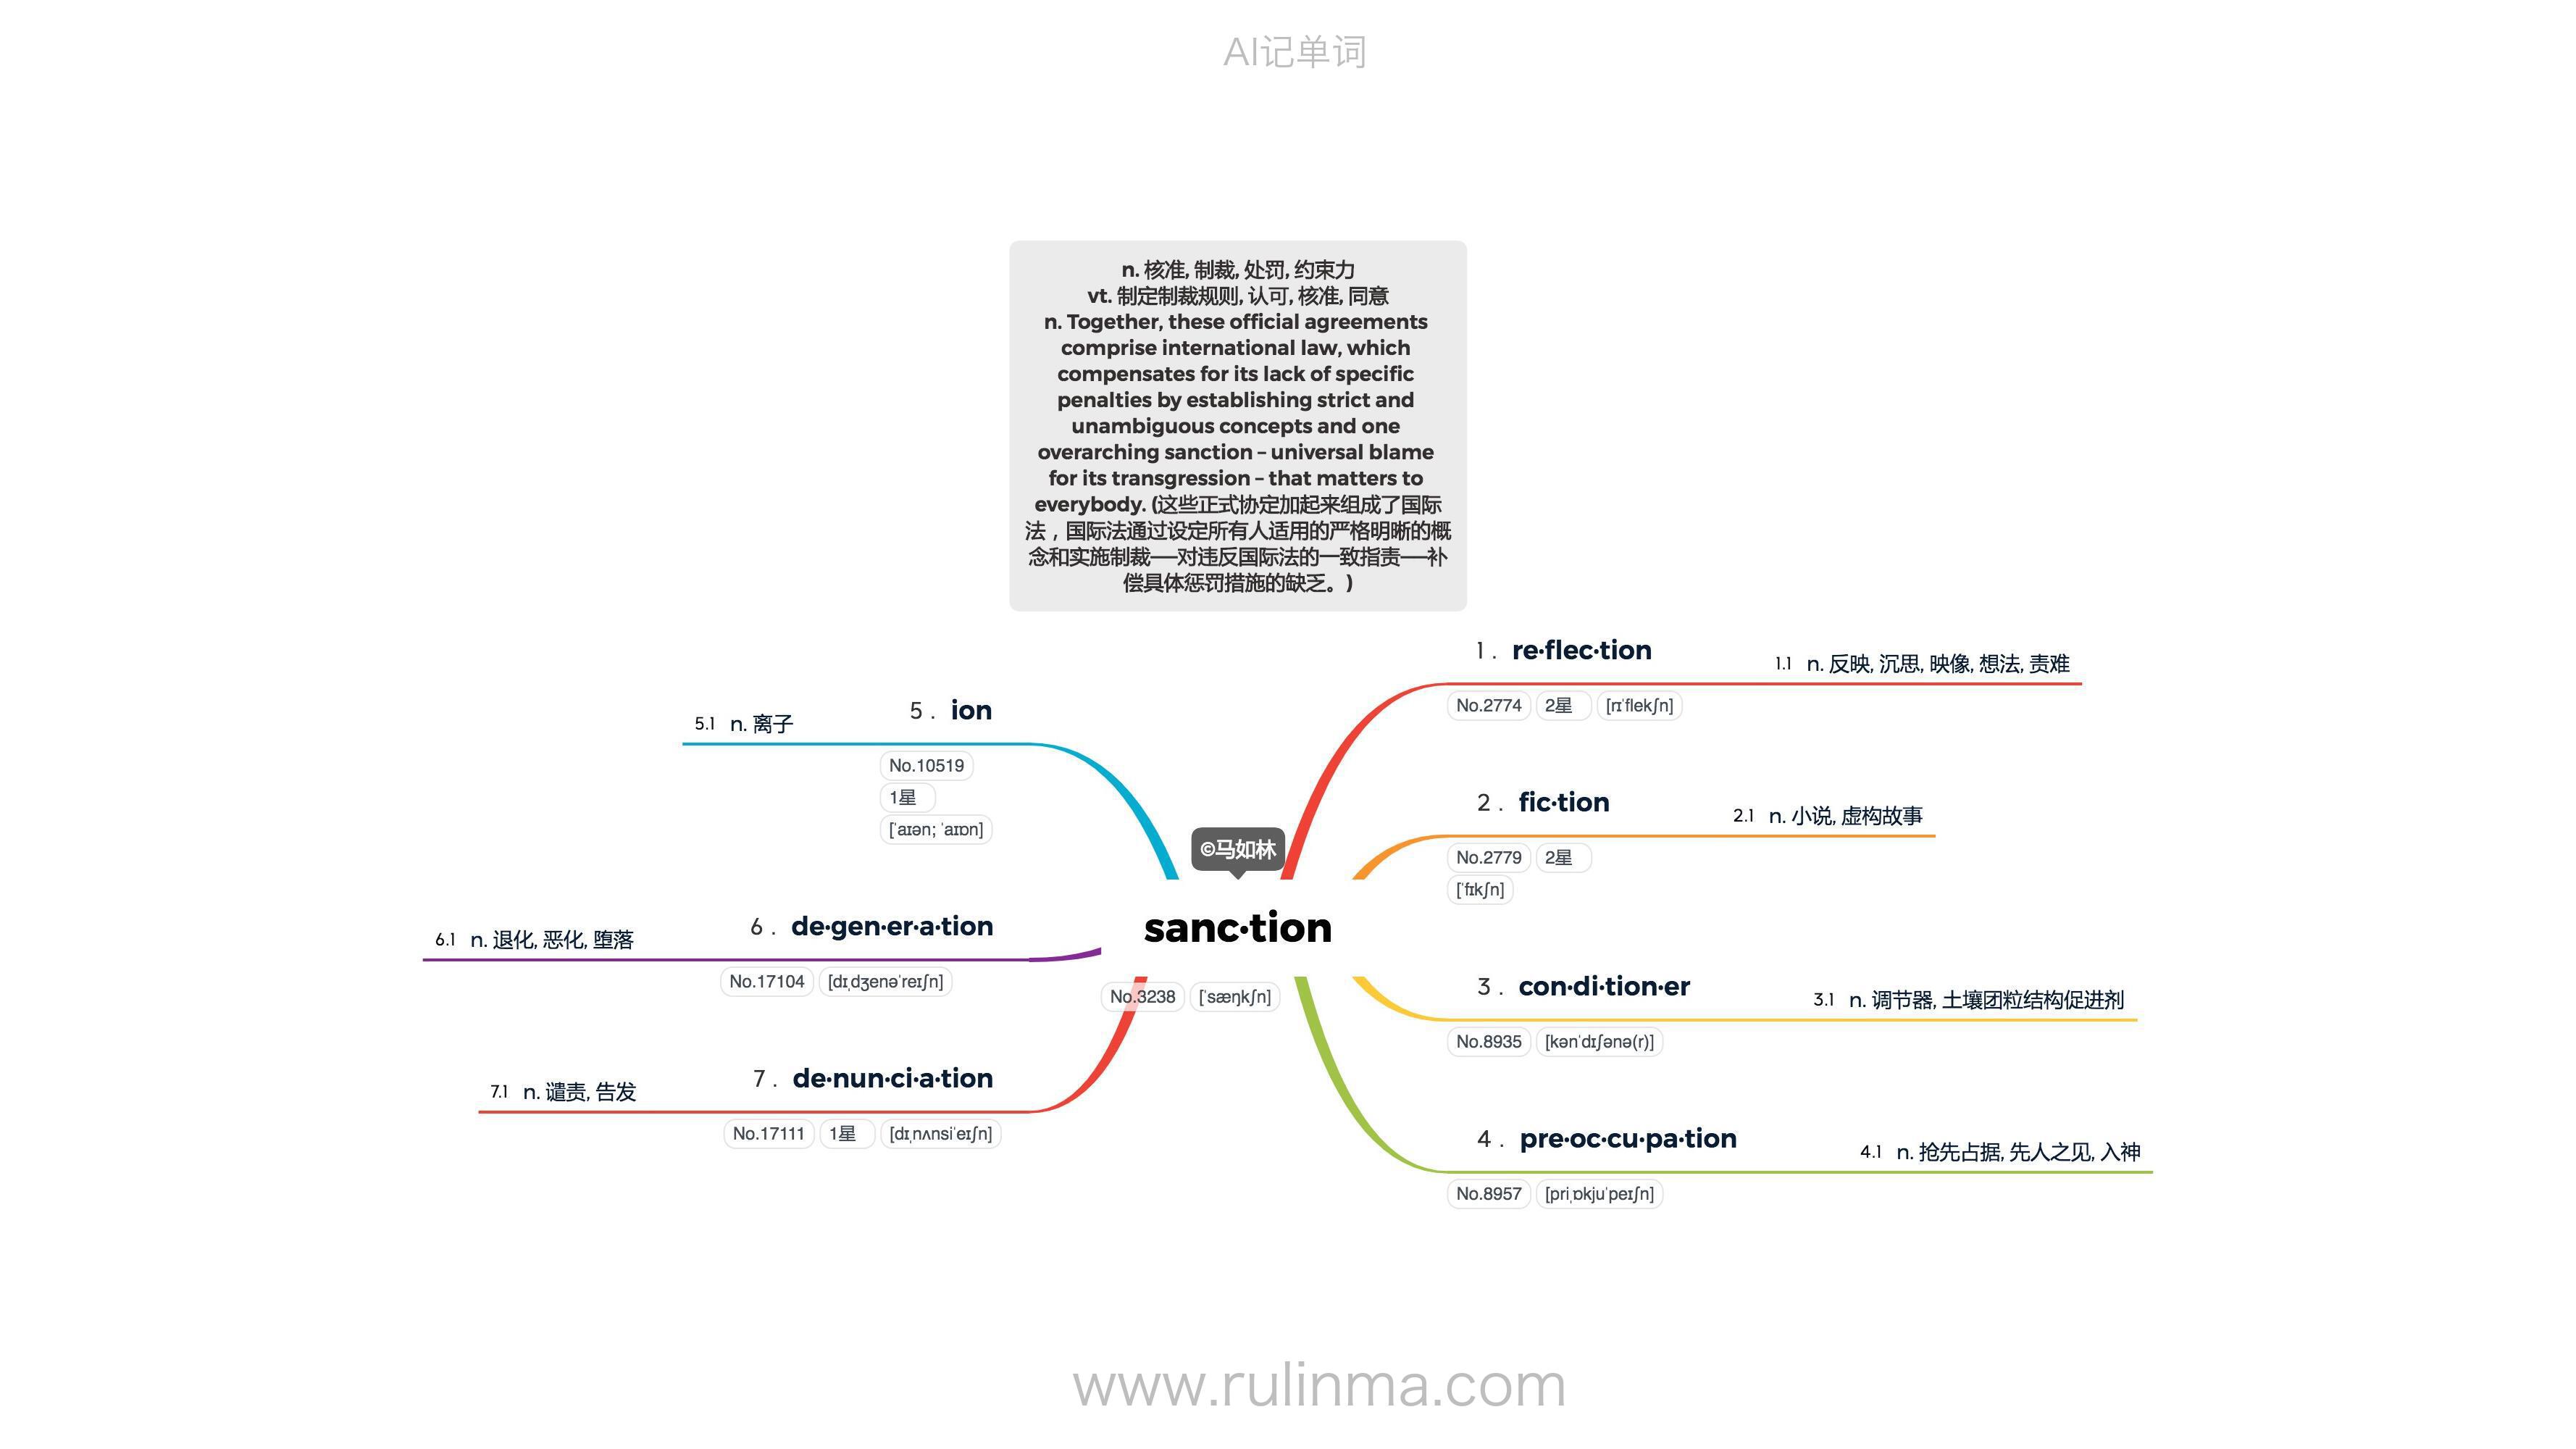 AI记单词
n. 核准, 制裁, 处罚, 约束力
vt. 制定制裁规则, 认可, 核准, 同意
n. Together, these official agreements
comprise international law, which
compensates for its lack of specific
penalties by establishing strict and
unambiguous concepts and one
overarching sanction – universal blame
for its transgression – that matters to
everybody. (这些正式协定加起来组成了国际
法，国际法通过设定所有人适用的严格明晰的概
念和实施制裁──对违反国际法的一致指责──补
偿具体惩罚措施的缺乏。)
©马如林
sanc·tion
No.3238 [ˈsæŋkʃn]
1. re·flec·tion
1.1 n. 反映, 沉思, 映像, 想法, 责难
No.2774 2星 [rɪˈflekʃn]
2. fic·tion
2.1 n. 小说, 虚构故事
No.2779 2星
[ˈfɪkʃn]
3. con·di·tion·er
3.1 n. 调节器, 土壤团粒结构促进剂
No.8935 [kənˈdɪʃənə(r)]
4. pre·oc·cu·pa·tion
4.1 n. 抢先占据, 先人之见, 入神
No.8957 [priˌɒkjuˈpeɪʃn]
5. ion
5.1 n. 离子
No.10519
1星
[ˈaɪən; ˈaɪɒn]
6. de·gen·er·a·tion
6.1 n. 退化, 恶化, 堕落
No.17104 [dɪˌdʒenəˈreɪʃn]
7. de·nun·ci·a·tion
7.1 n. 谴责, 告发
No.17111 1星 [dɪˌnʌnsiˈeɪʃn]
www.rulinma.com